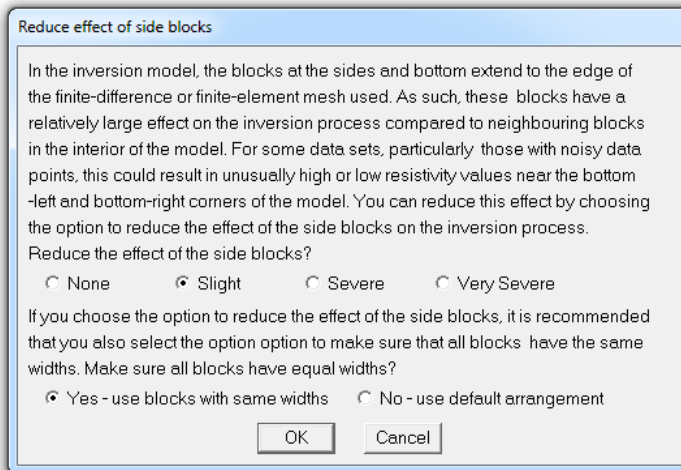 Reduce effect of side blocks
In the inversion model, the blocks at the sides and bottom extend to the edge of
the finite-difference or finite-element mesh used. As such, these blocks have a
relatively large effect on the inversion process compared to neighbouring blocks
in the interior of the model. For some data sets, particularly those with noisy data
points, this could result in unusually high or low resistivity values near the bottom
-left and bottom-right corners of the model. You can reduce this effect by choosing
the option to reduce the effect of the side blocks on the inversion process.
Reduce the effect of the side blocks?
None Slight Severe Very Severe
If you choose the option to reduce the effect of the side blocks, it is recommended
that you also select the option option to make sure that all blocks have the same
widths. Make sure all blocks have equal widths?
Yes - use blocks with same widths No - use default arrangement
OK Cancel